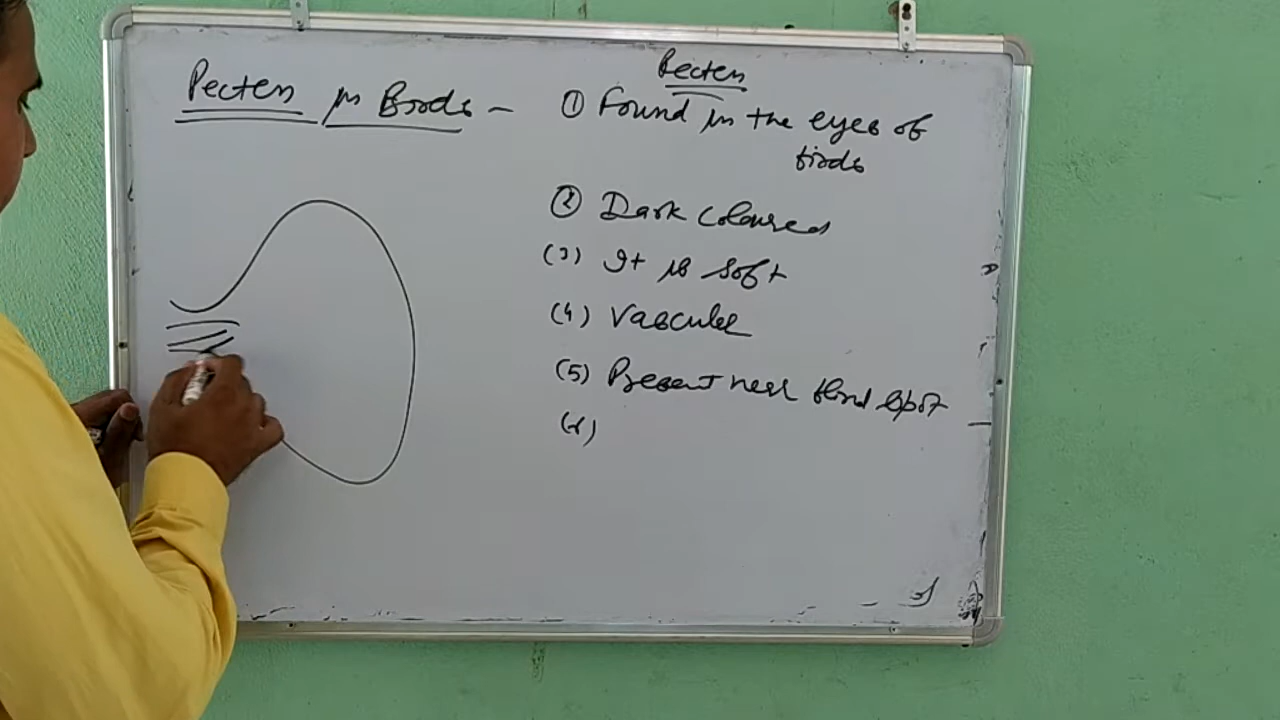 Pecten in Birds -
Pecten
① Found in the eyes of
birds
② Dark coloured
(3) It is soft
(4) Vascular
(5) Present near blind spot
(6)